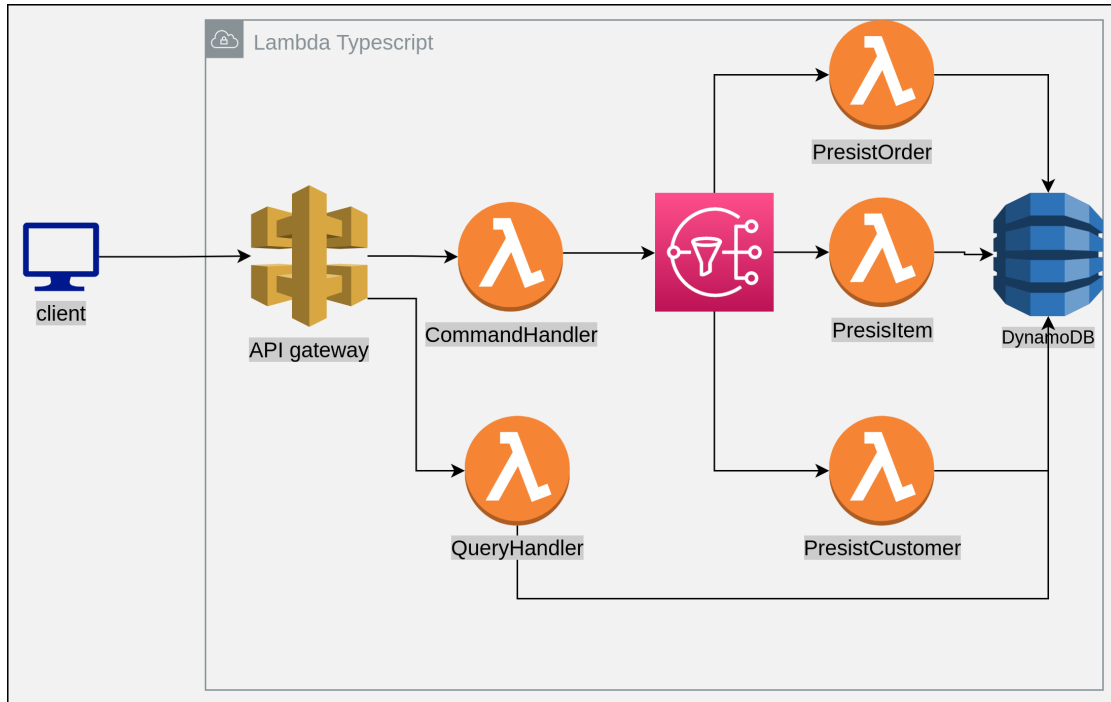 Lambda Typescript
PresistOrder
client
API gateway
CommandHandler
PresisItem
DynamoDB
QueryHandler
PresistCustomer